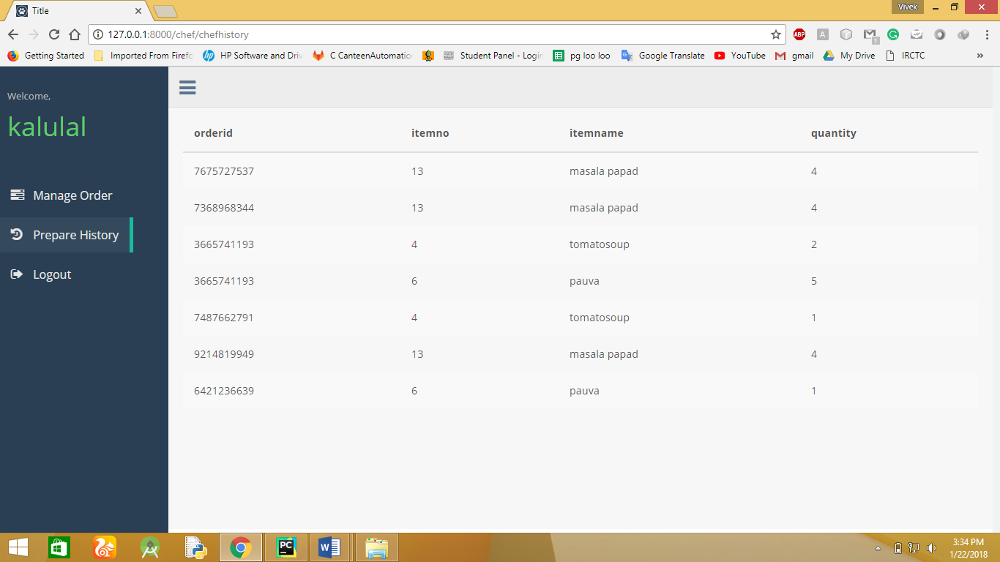 Title
Vivek
127.0.0.1:8000/chef/chefhistory
ABP
A
?
Getting Started
Imported From Firefo
HP Software and Driv
C CanteenAutomatio
Student Panel - Login
pg loo loo
Google Translate
YouTube
gmail
My Drive
IRCTC
»
Welcome,
kalulal
Manage Order
Prepare History
Logout
orderid itemno itemname quantity
7675727537 13 masala papad 4
7368968344 13 masala papad 4
3665741193 4 tomatosoup 2
3665741193 6 pauva 5
7487662791 4 tomatosoup 1
9214819949 13 masala papad 4
6421236639 6 pauva 1
PC
W
3:34 PM
1/22/2018